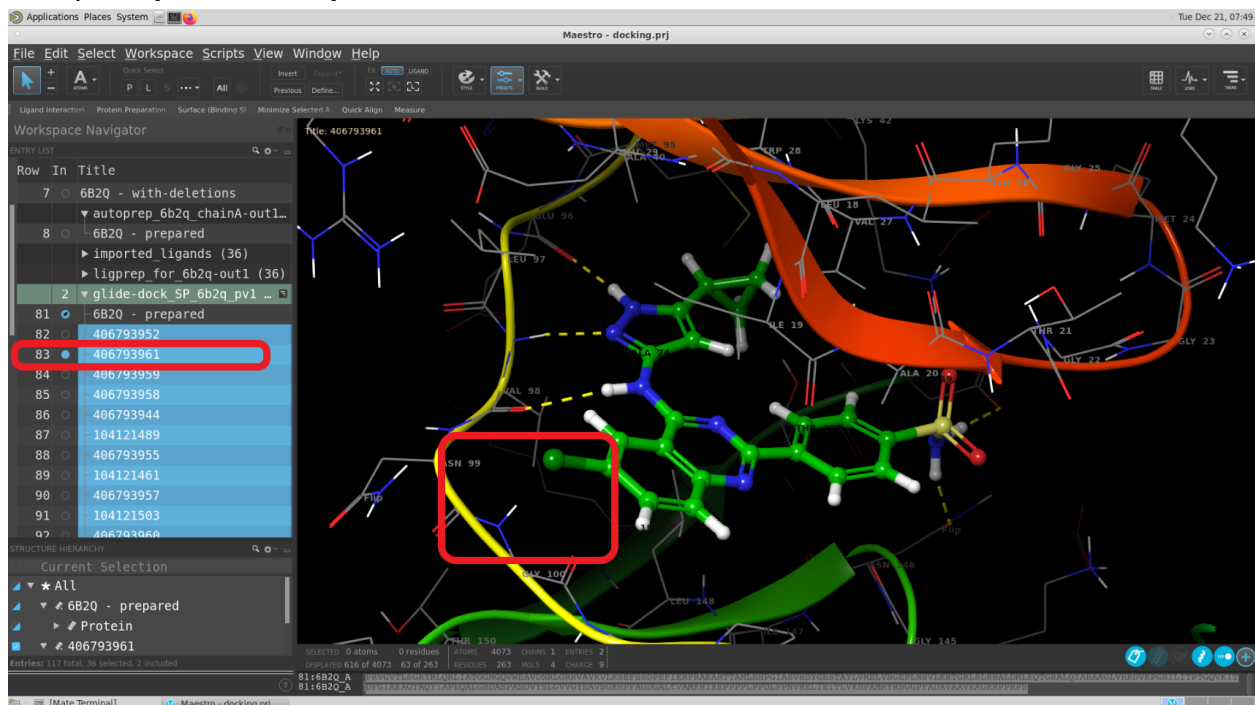 Applications Places System
Tue Dec 21, 07:49
Maestro - docking.prj
File Edit Select Workspace Scripts View Window Help
Quick Select:
Invert Expand
Fit: AUTO LIGAND
A
ATOMS
P L S All
Previous Define...
STYLE PRESETS BUILD
TABLE JOBS TASKS
Ligand Interaction Protein Preparation Surface (Binding Si Minimize Selected A Quick Align Measure
Workspace Navigator
ENTRY LIST
Row In Title
7 6B2Q - with-deletions
autoprep_6b2q_chainA-out1…
8 6B2Q - prepared
imported_ligands (36)
ligprep_for_6b2q-out1 (36)
2 glide-dock_SP_6b2q_pv1 …
81 6B2Q - prepared
82 406793952
83 406793961
84 406793959
85 406793958
86 406793944
87 104121489
88 406793955
89 104121461
90 406793957
91 104121503
92 406793960
STRUCTURE HIERARCHY
Current Selection
All
6B2Q - prepared
Protein
406793961
Entries: 117 total, 36 selected, 2 included
Title: 406793961
LYS 42
MET 95
ALA 40
TRP 28
GLY 25
LEU 18
VAL 27
MET 24
GLU 96
LEU 97
ILE 19
THR 21
GLY 23
GLY 22
ALA 20
VAL 98
ASN 99
Flip
GLY 100
Flip
ASN 146
LEU 148
THR 150
GLY 145
SELECTED 0 atoms 0 residues ATOMS 4073 CHAINS 1 ENTRIES 2
DISPLAYED 616 of 4073 63 of 263 RESIDUES 263 MOLS 4 CHARGE 9
81:6B2Q_A
81:6B2Q_A
[Mate Terminal] Maestro - docking.prj